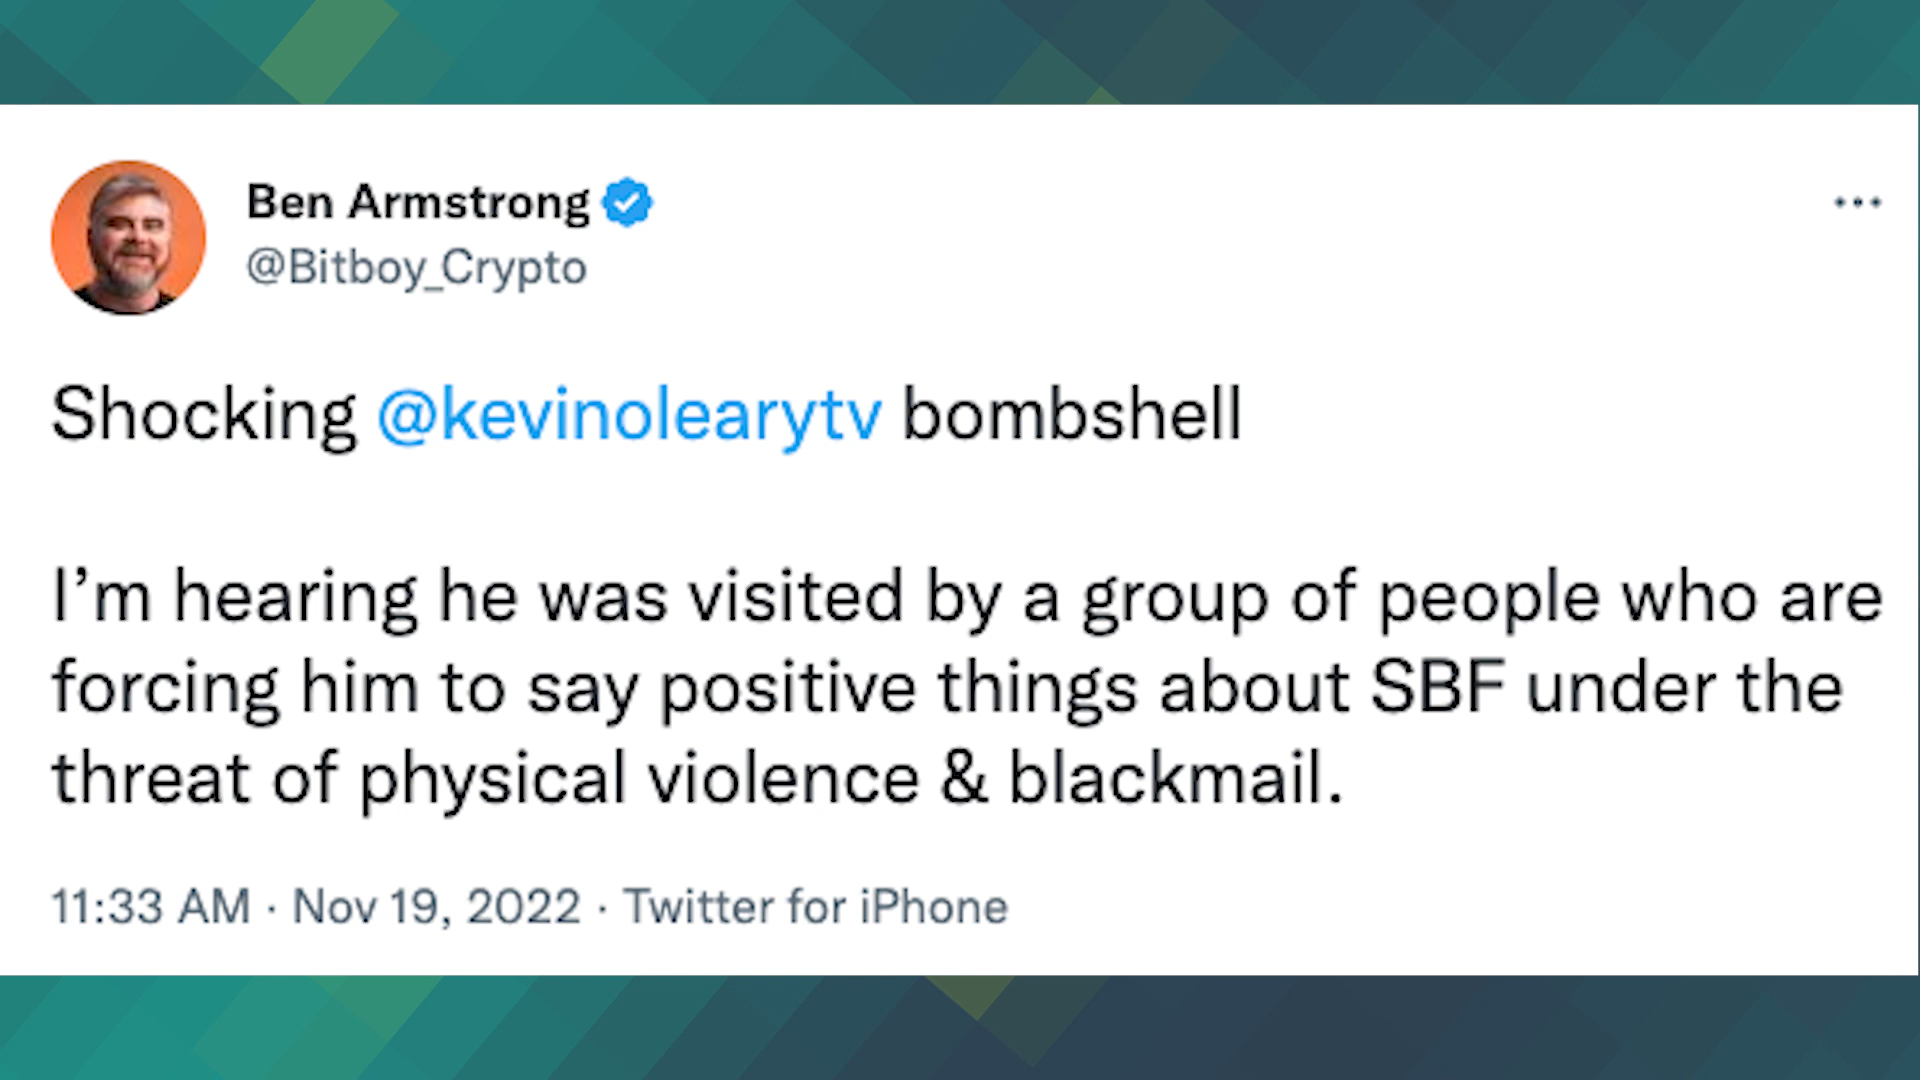 Ben Armstrong
@Bitboy_Crypto
Shocking @kevinolearytv bombshell
I’m hearing he was visited by a group of people who are
forcing him to say positive things about SBF under the
threat of physical violence & blackmail.
11:33 AM · Nov 19, 2022 · Twitter for iPhone